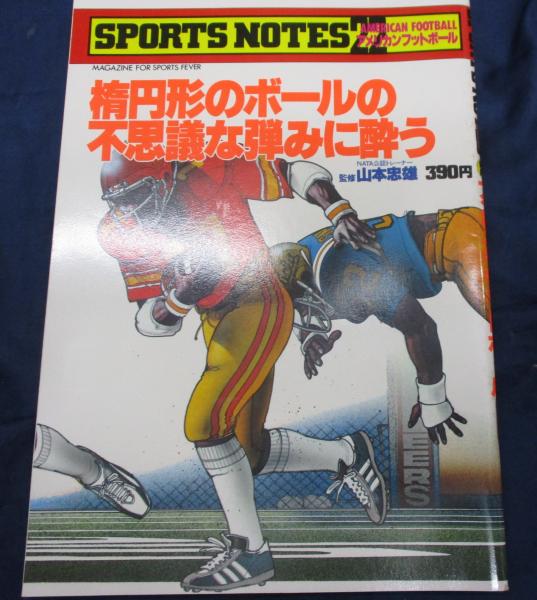 SPORTS NOTES
AMERICAN FOOTBALL
アメリカンフットボール
MAGAZINE FOR SPORTS FEVER
楕円形のボールの
不思議な弾みに酔う
NATA公認トレーナー
監修 山本忠雄 390円
EERS